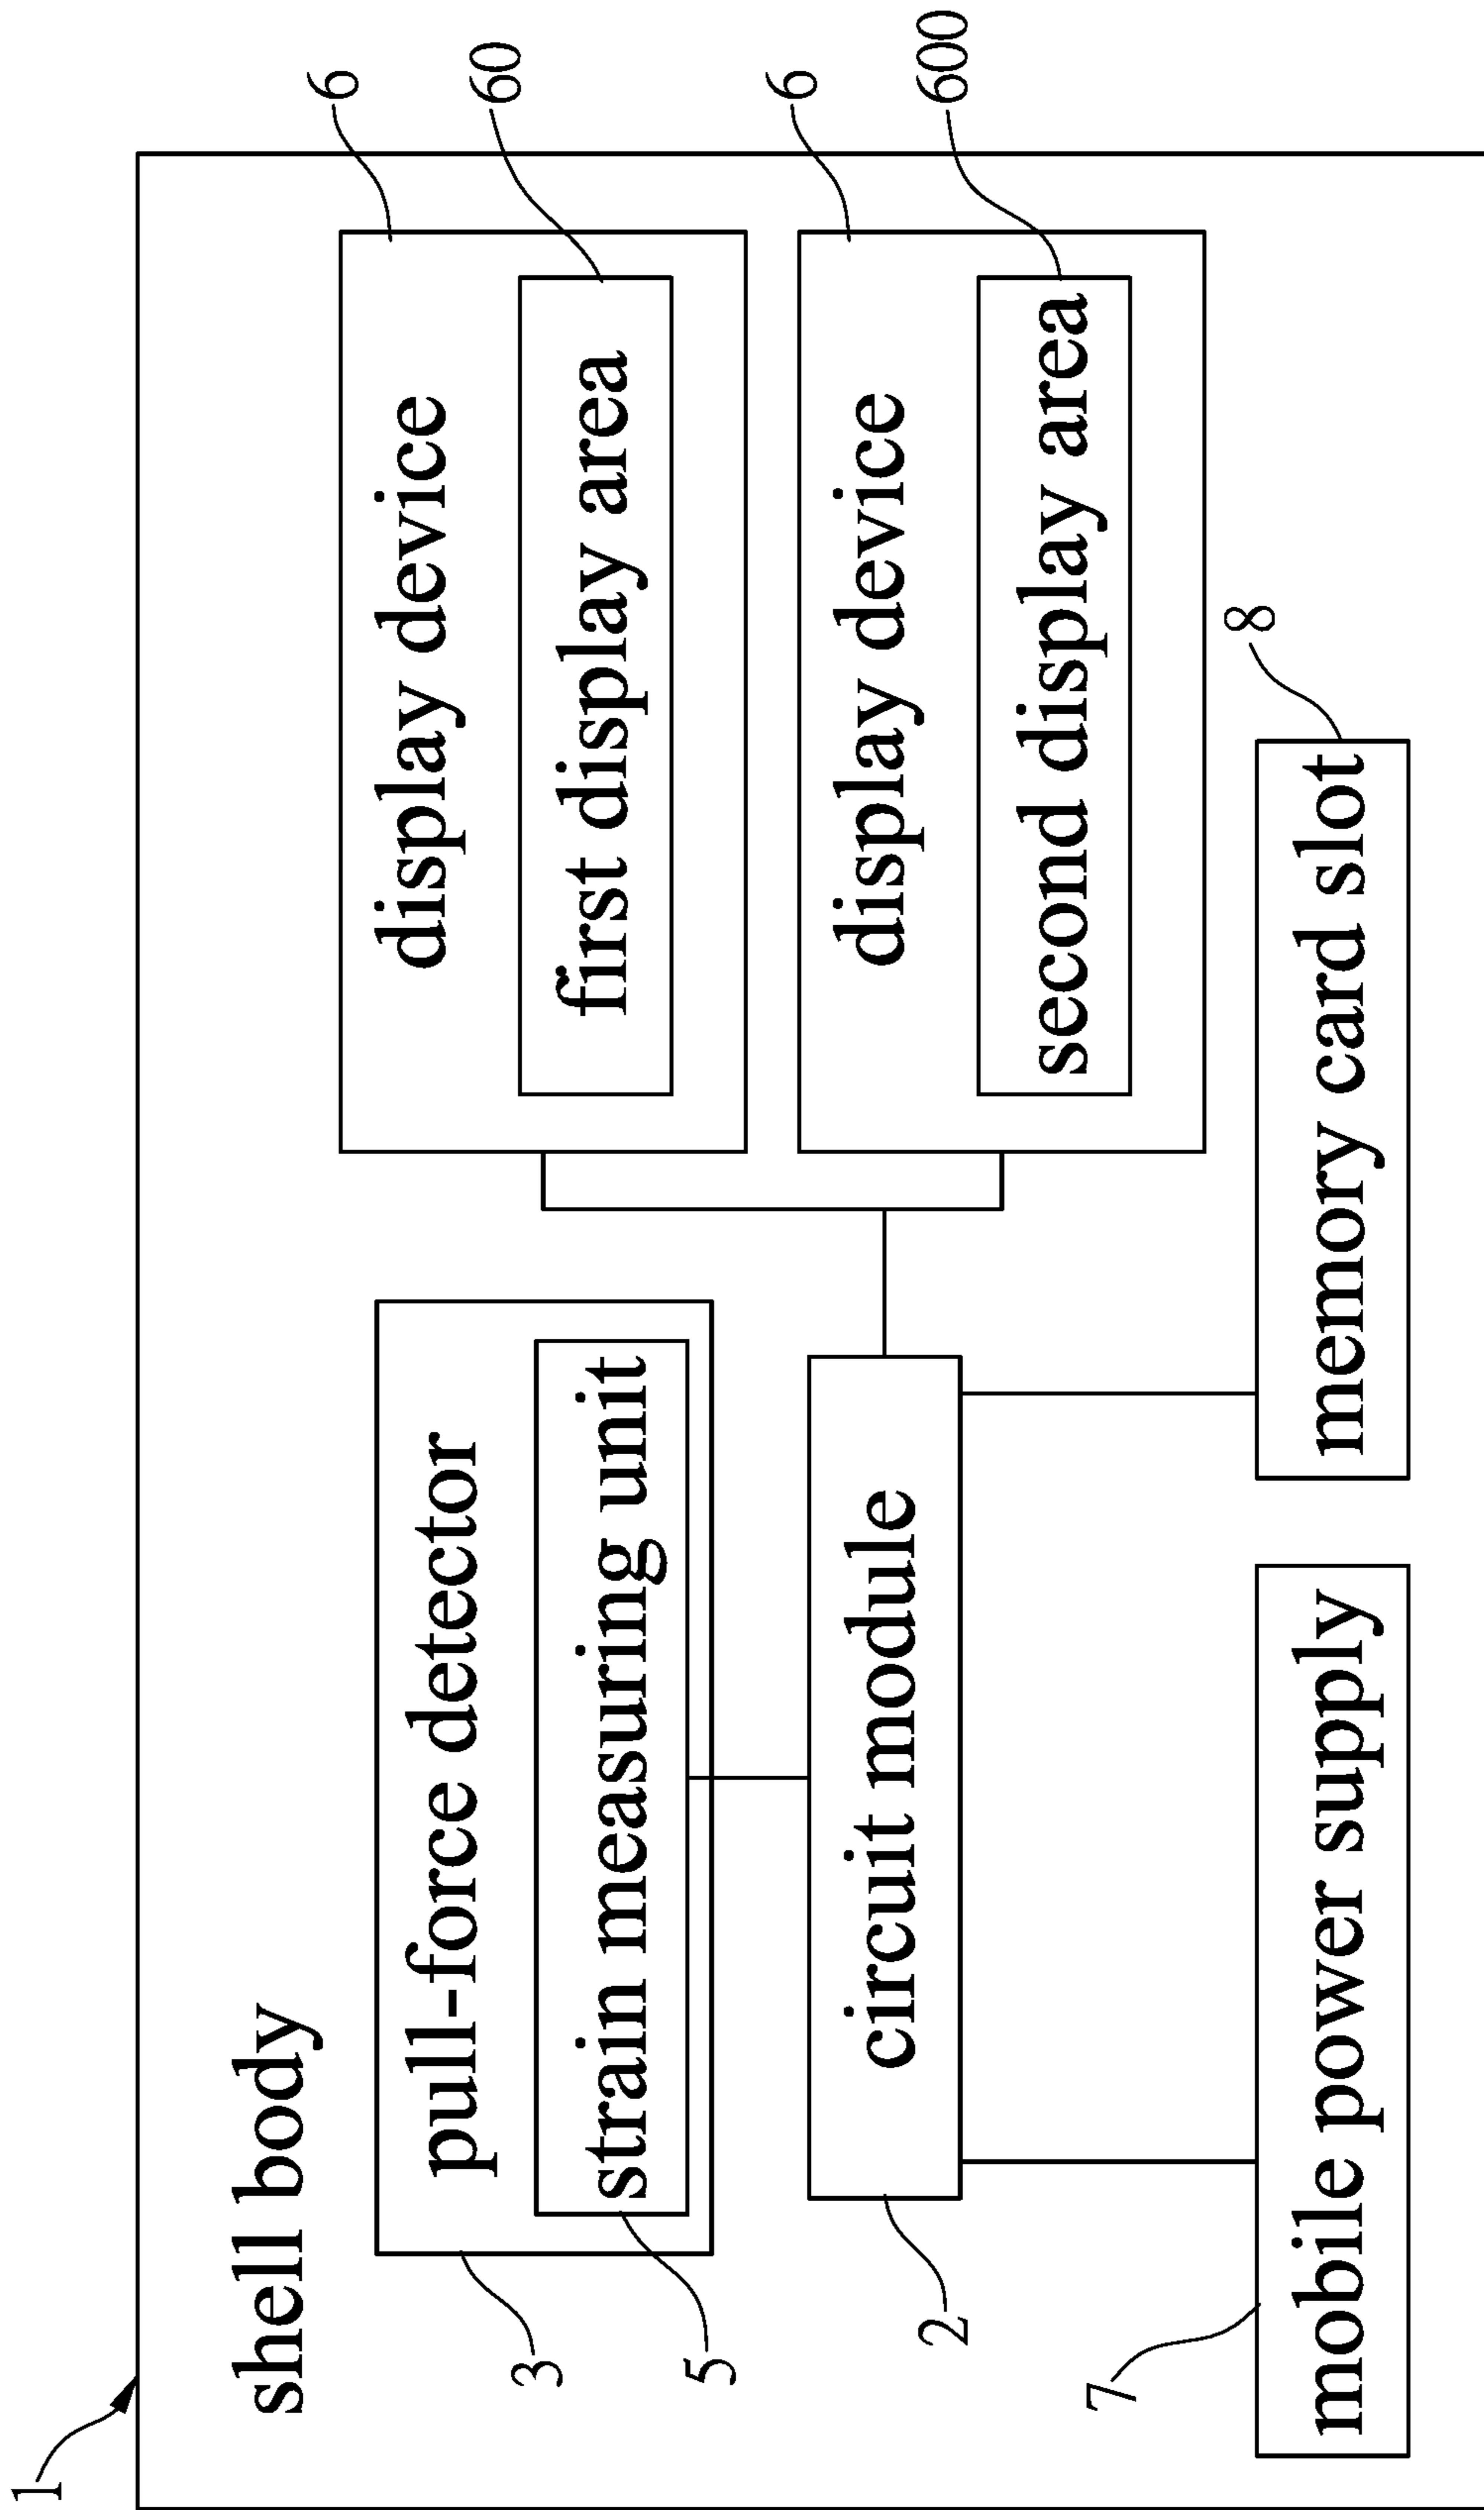 1
shell body
3
pull-force detector
5
strain measuring unit
2
circuit module
6
display device
60
first display area
6
display device
600
second display area
7
mobile power supply
8
memory card slot